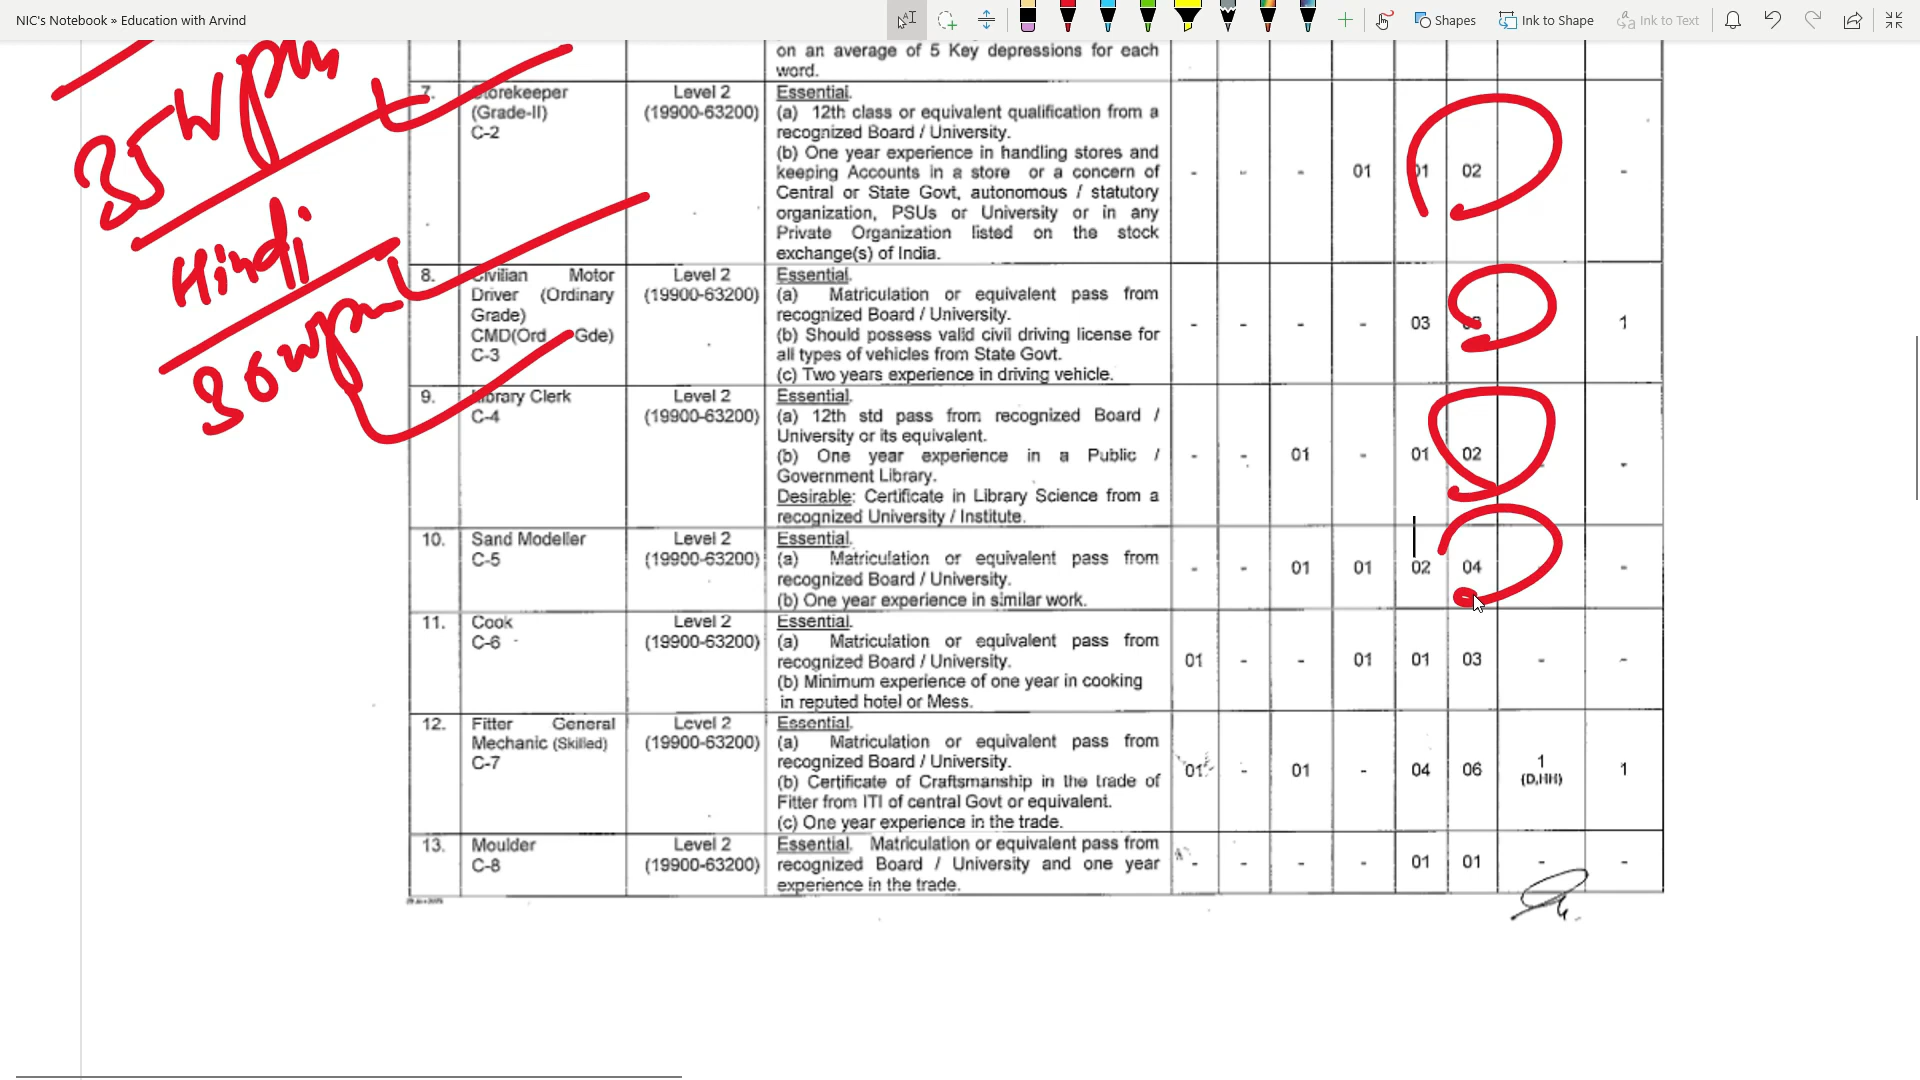 NIC's Notebook » Education with Arvind
Shapes
Ink to Shape
Ink to Text
35 wpm
Hindi
30 wpm
on an average of 5 Key depressions for each
word.
7.
Storekeeper
(Grade-II)
C-2
Level 2
(19900-63200)
Essential.
(a) 12th class or equivalent qualification from a
recognized Board / University.
(b) One year experience in handling stores and
keeping Accounts in a store or a concern of
Central or State Govt, autonomous / statutory
organization, PSUs or University or in any
Private Organization listed on the stock
exchange(s) of India.
- - - 01 01 02 - -
8.
Civilian Motor
Driver (Ordinary
Grade)
CMD(Ord Gde)
C-3
Level 2
(19900-63200)
Essential.
(a) Matriculation or equivalent pass from
recognized Board / University.
(b) Should possess valid civil driving license for
all types of vehicles from State Govt.
(c) Two years experience in driving vehicle.
- - - - 03 1
9.
Library Clerk
C-4
Level 2
(19900-63200)
Essential.
(a) 12th std pass from recognized Board /
University or its equivalent.
(b) One year experience in a Public /
Government Library.
Desirable: Certificate in Library Science from a
recognized University / Institute.
- - 01 - 01 02 - -
10.
Sand Modeller
C-5
Level 2
(19900-63200)
Essential.
(a) Matriculation or equivalent pass from
recognized Board / University.
(b) One year experience in similar work.
- - 01 01 02 04 - -
11.
Cook
C-6
Level 2
(19900-63200)
Essential.
(a) Matriculation or equivalent pass from
recognized Board / University.
(b) Minimum experience of one year in cooking
in reputed hotel or Mess.
01 - - 01 01 03 - -
12.
Fitter General
Mechanic (Skilled)
C-7
Level 2
(19900-63200)
Essential.
(a) Matriculation or equivalent pass from
recognized Board / University.
(b) Certificate of Craftsmanship in the trade of
Fitter from ITI of central Govt or equivalent.
(c) One year experience in the trade.
01 - 01 - 04 06 1 1
(D,HH)
13.
Moulder
C-8
Level 2
(19900-63200)
Essential. Matriculation or equivalent pass from
recognized Board / University and one year
experience in the trade.
- - - - 01 01 - -